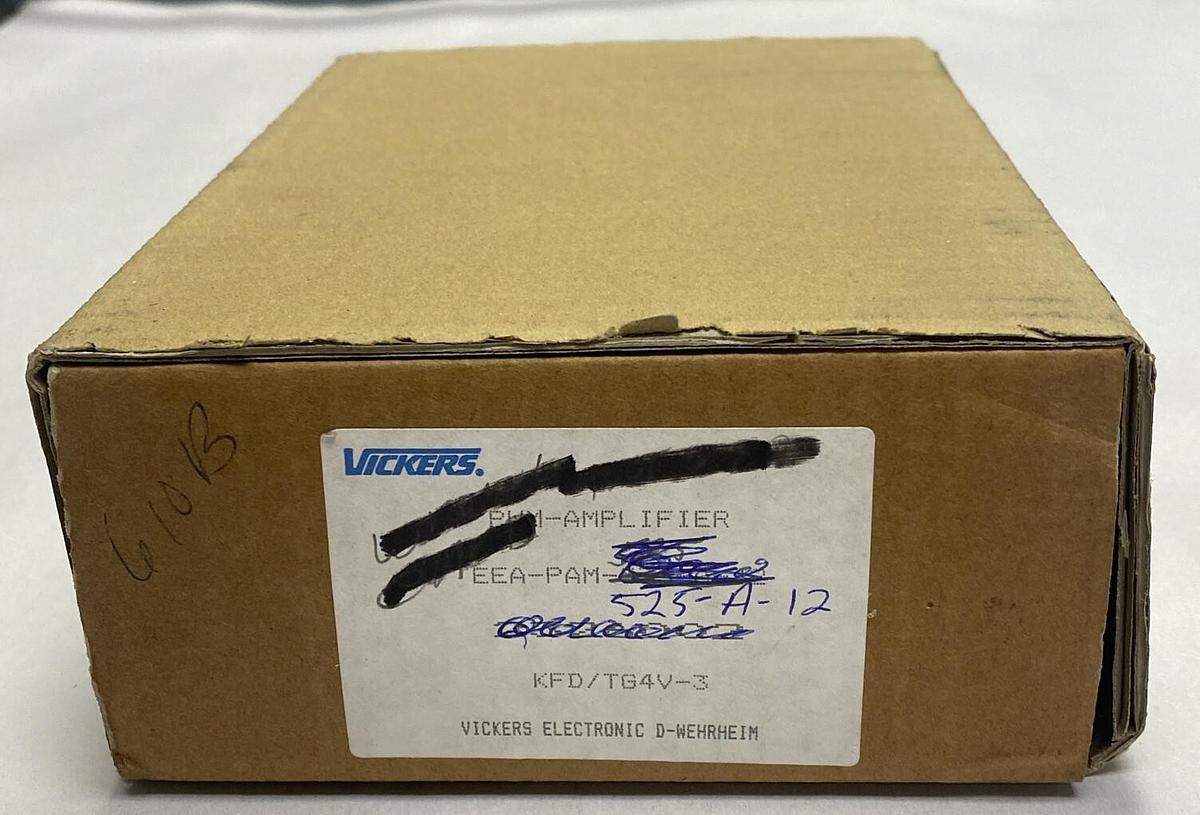 610B
VICKERS.
PWM-AMPLIFIER
EEA-PAM-
525-A-12
KFD/TG4V-3
VICKERS ELECTRONIC D-WEHRHEIM